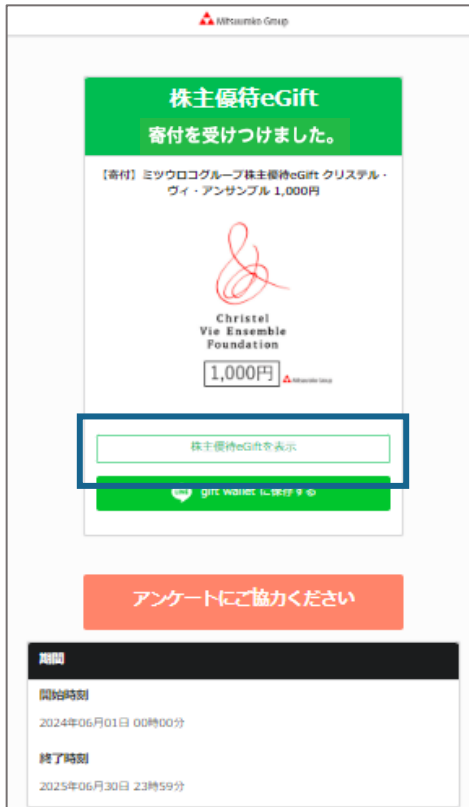 Mitsuuroko Group
株主優待eGift
寄付を受けつけました。
【寄付】ミツウロコグループ株主優待eGift クリステル・
ヴィ・アンサンブル 1,000円
Christel
Vie Ensemble
Foundation
1,000円
Mitsuuroko Group
株主優待eGiftを表示
LINE gift wallet に保存する
アンケートにご協力ください
期間
開始時刻
2024年06月01日 00時00分
終了時刻
2025年06月30日 23時59分